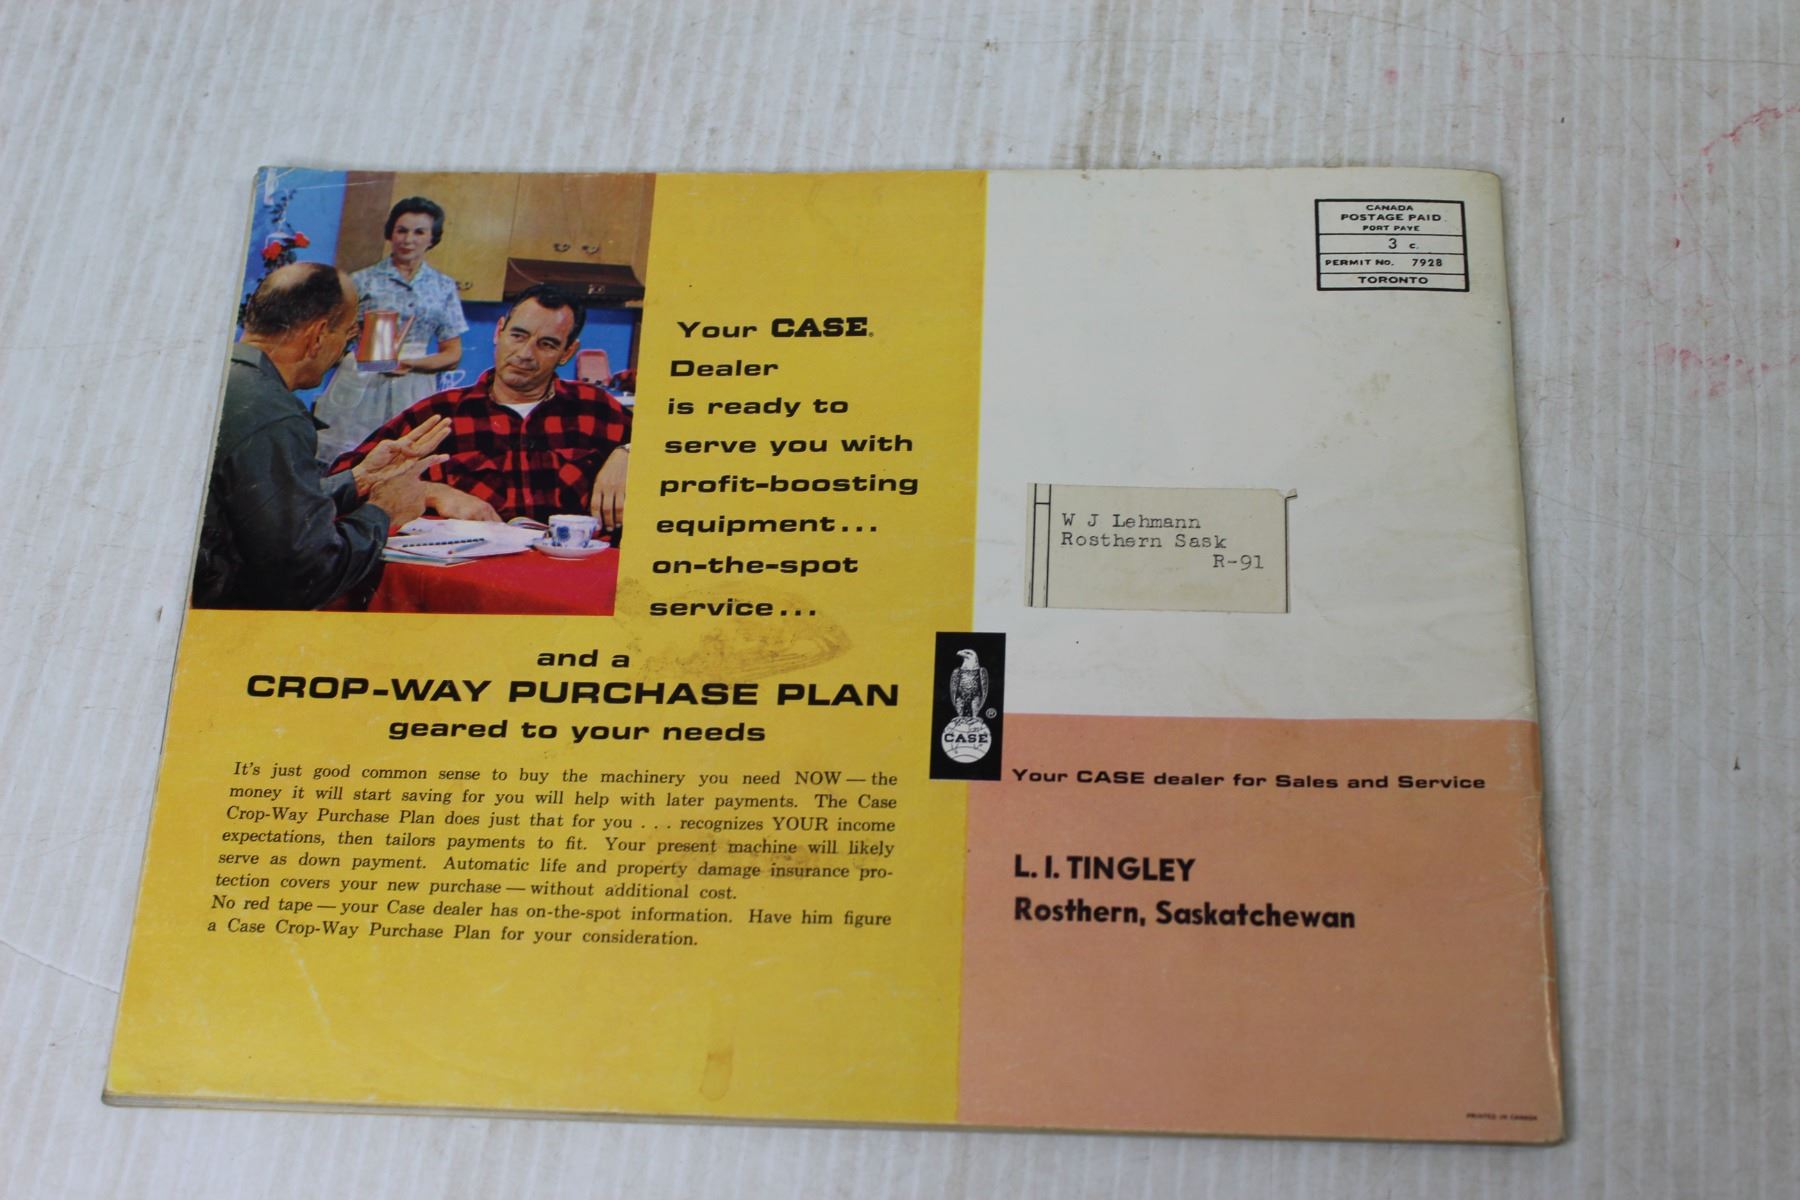 Your CASE.
Dealer
is ready to
serve you with
profit-boosting
equipment...
on-the-spot
service...
and a
CROP-WAY PURCHASE PLAN
geared to your needs
It's just good common sense to buy the machinery you need NOW — the
money it will start saving for you will help with later payments. The Case
Crop-Way Purchase Plan does just that for you . . . recognizes YOUR income
expectations, then tailors payments to fit. Your present machine will likely
serve as down payment. Automatic life and property damage insurance pro-
tection covers your new purchase — without additional cost.
No red tape — your Case dealer has on-the-spot information. Have him figure
a Case Crop-Way Purchase Plan for your consideration.
CANADA
POSTAGE PAID
PORT PAYE
3 c.
PERMIT No. 7928
TORONTO
W J Lehmann
Rosthern Sask
R-91
®
CASE
Your CASE dealer for Sales and Service
L. I. TINGLEY
Rosthern, Saskatchewan
PRINTED IN CANADA